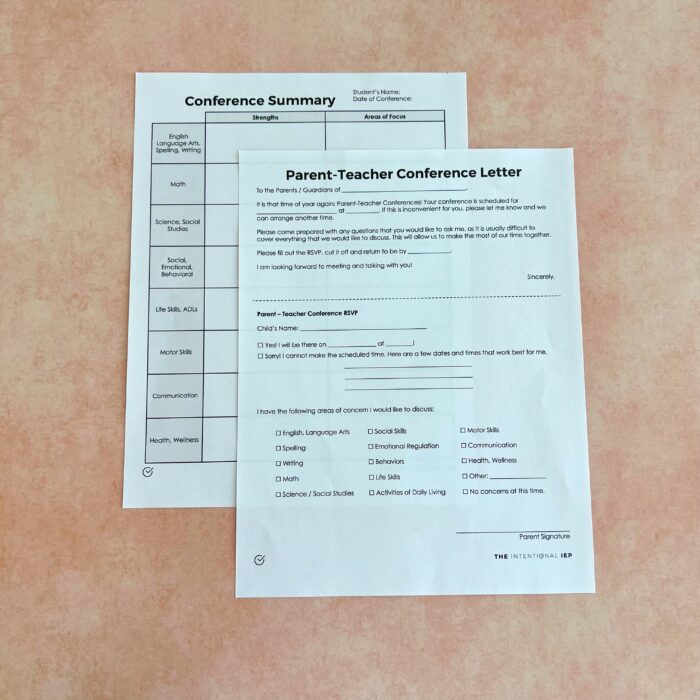 Conference Summary
Student's Name:
Date of Conference:
Strengths
Areas of Focus
English
Language Arts,
Spelling, Writing
Math
Science, Social
Studies
Social,
Emotional,
Behavioral
Life Skills, ADLs
Motor Skills
Communication
Health, Wellness
Parent-Teacher Conference Letter
To the Parents / Guardians of ______________________.
It is that time of year again: Parent-Teacher Conferences! Your conference is scheduled for
______________ at ________. If this is inconvenient for you, please let me know and we
can arrange another time.
Please come prepared with any questions that you would like to ask me, as it is usually difficult to
cover everything that we would like to discuss. This will allow us to make the most of our time together.
Please fill out the RSVP, cut it off and return to be by __________.
I am looking forward to meeting and talking with you!
Sincerely,
Parent – Teacher Conference RSVP
Child's Name: ______________________
☐ Yes! I will be there on ____________ at _______!
☐ Sorry! I cannot make the scheduled time. Here are a few dates and times that work best for me.
I have the following areas of concern I would like to discuss:
☐ English, Language Arts
☐ Spelling
☐ Writing
☐ Math
☐ Science / Social Studies
☐ Social Skills
☐ Emotional Regulation
☐ Behaviors
☐ Life Skills
☐ Activities of Daily Living
☐ Motor Skills
☐ Communication
☐ Health, Wellness
☐ Other: ______________
☐ No concerns at this time.
Parent Signature
THE INTENTIONAL IEP